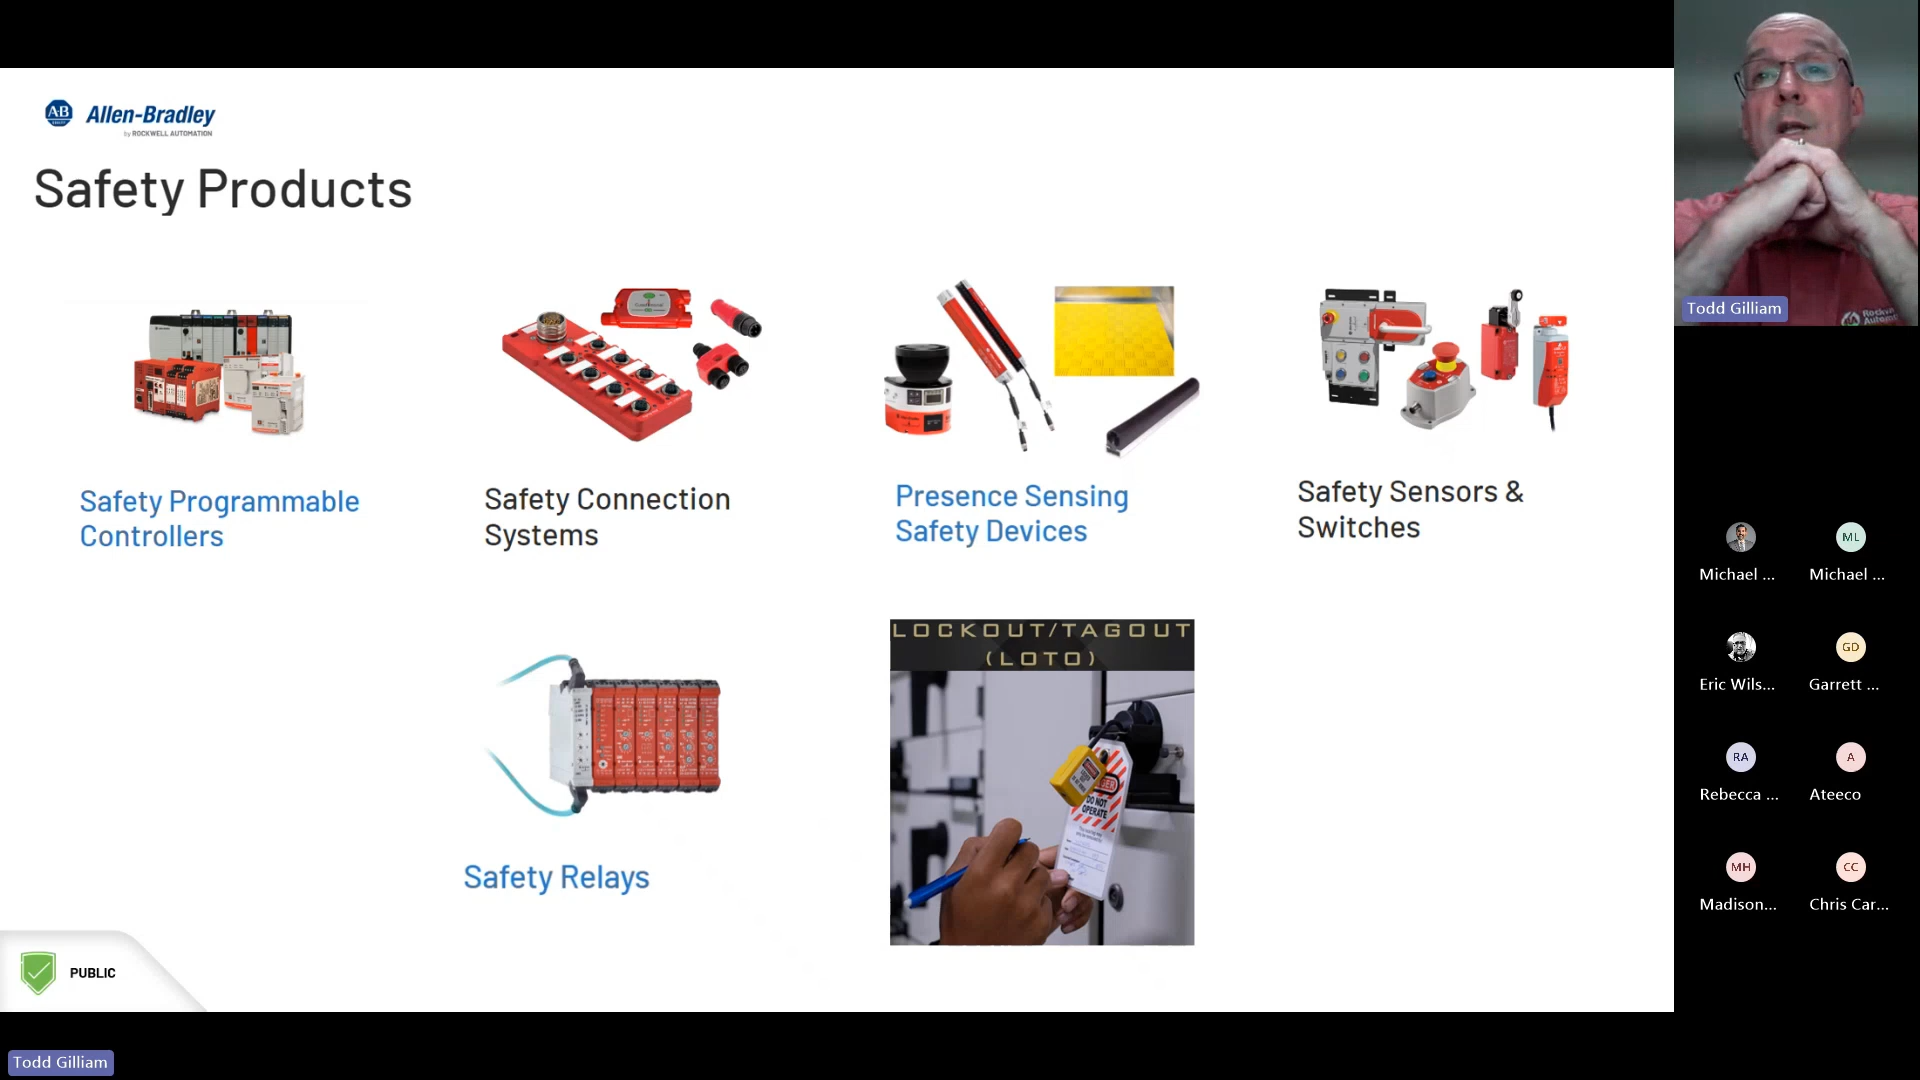 AB
Allen-Bradley
by ROCKWELL AUTOMATION
Safety Products
Safety Programmable
Controllers
Safety Connection
Systems
Presence Sensing
Safety Devices
Safety Sensors &
Switches
Safety Relays
LOCKOUT/TAGOUT
(LOTO)
DO NOT
OPERATE
PUBLIC
Todd Gilliam
Todd Gilliam
Michael ...
ML
Michael ...
Eric Wils...
GD
Garrett ...
RA
Rebecca ...
A
Ateeco
MH
Madison...
CC
Chris Car...